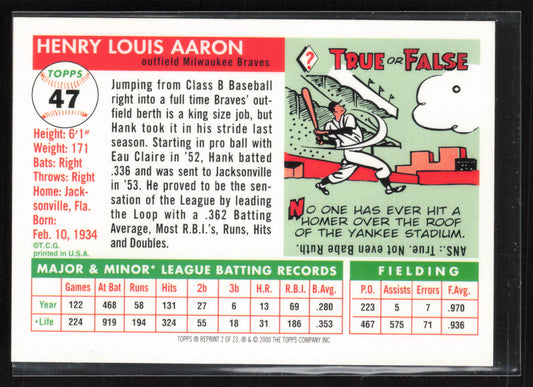 HENRY LOUIS AARON
outfield Milwaukee Braves
TOPPS
47
Height: 6'1"
Weight: 171
Bats: Right
Throws: Right
Home: Jack-
sonville, Fla.
Born:
Feb. 10, 1934
©T.C.G.
printed in U.S.A.
Jumping from Class B Baseball
right into a full time Braves' out-
field berth is a king size job, but
Hank took it in his stride last
season. Starting in pro ball with
Eau Claire in '52, Hank batted
.336 and was sent to Jacksonville
in '53. He proved to be the sen-
sation of the League by leading
the Loop with a .362 Batting
Average, Most R.B.I.'s, Runs, Hits
and Doubles.
?
TRUE OR FALSE
NO ONE HAS EVER HIT A
HOMER OVER THE ROOF
OF THE YANKEE STADIUM.
ANS.: True. Not even Babe Ruth.
MAJOR & MINOR* LEAGUE BATTING RECORDS
Games At Bat Runs Hits 2b 3b H.R. R.B.I. B.Avg.
Year 122 468 58 131 27 6 13 69 .280
*Life 224 919 194 324 55 18 31 186 .353
FIELDING
P.O. Assists Errors F.Avg.
223 5 7 .970
467 575 71 .936
TOPPS ® REPRINT 2 OF 23. ® & © 2000 THE TOPPS COMPANY INC.